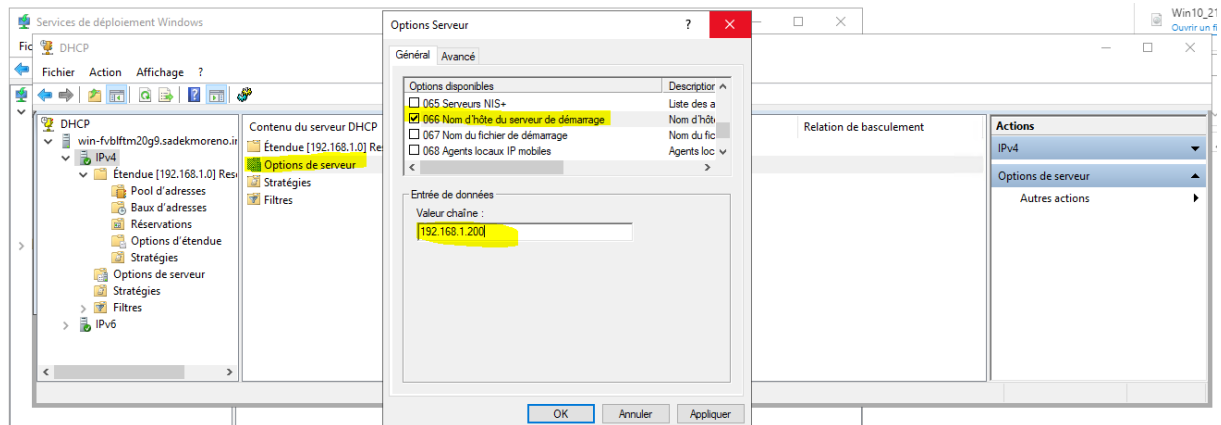 Services de déploiement Windows
Win10_21
Ouvrir un fi
Fic
DHCP
Fichier Action Affichage ?
DHCP
win-fvblftm20g9.sadekmoreno.ir
IPv4
Étendue [192.168.1.0] Rese
Pool d'adresses
Baux d'adresses
Réservations
Options d'étendue
Stratégies
Options de serveur
Stratégies
Filtres
IPv6
Contenu du serveur DHCP
Étendue [192.168.1.0] Re
Options de serveur
Stratégies
Filtres
Options Serveur
?
Général Avancé
Options disponibles Description
065 Serveurs NIS+ Liste des a
066 Nom d'hôte du serveur de démarrage Nom d'hôt
067 Nom du fichier de démarrage Nom du fic
068 Agents locaux IP mobiles Agents loc
Entrée de données
Valeur chaîne :
192.168.1.200
OK Annuler Appliquer
Relation de basculement
Actions
IPv4
Options de serveur
Autres actions